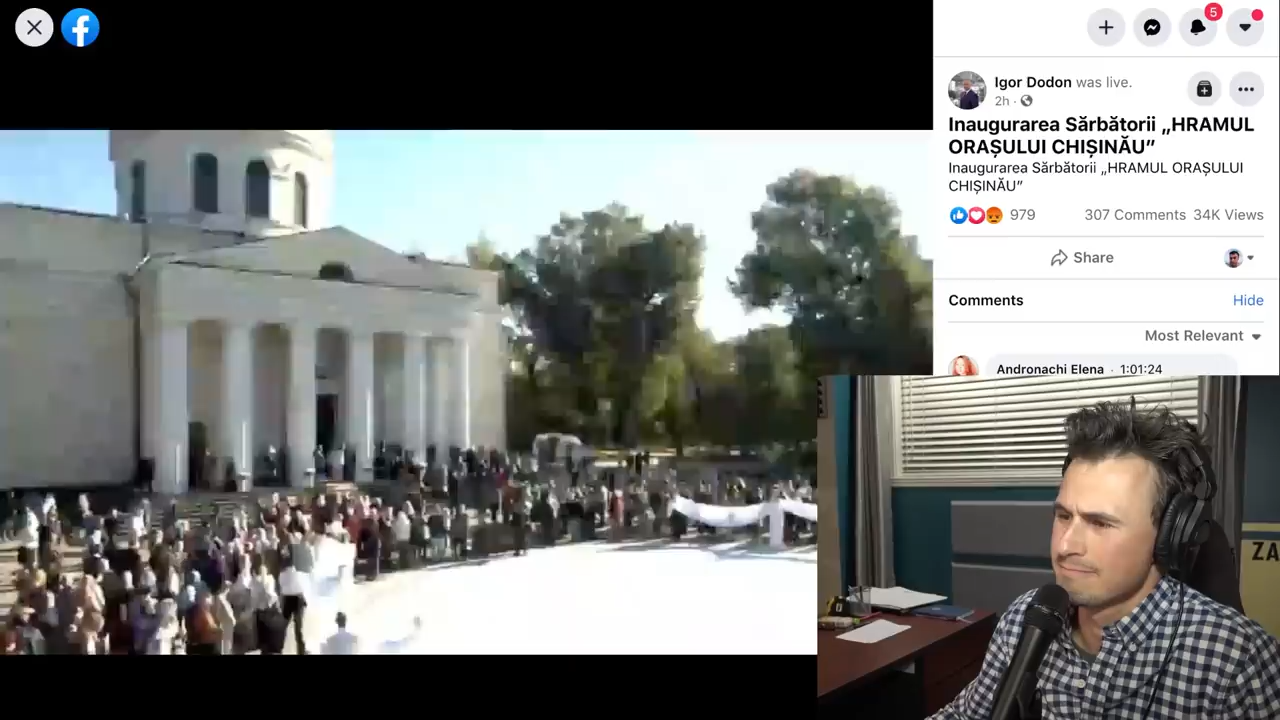 5
Igor Dodon was live.
2h ·
Inaugurarea Sărbătorii „HRAMUL
ORAȘULUI CHIȘINĂU”
Inaugurarea Sărbătorii „HRAMUL ORAȘULUI
CHIȘINĂU”
979 307 Comments 34K Views
Share
Comments Hide
Most Relevant
Andronachi Elena · 1:01:24
ZA